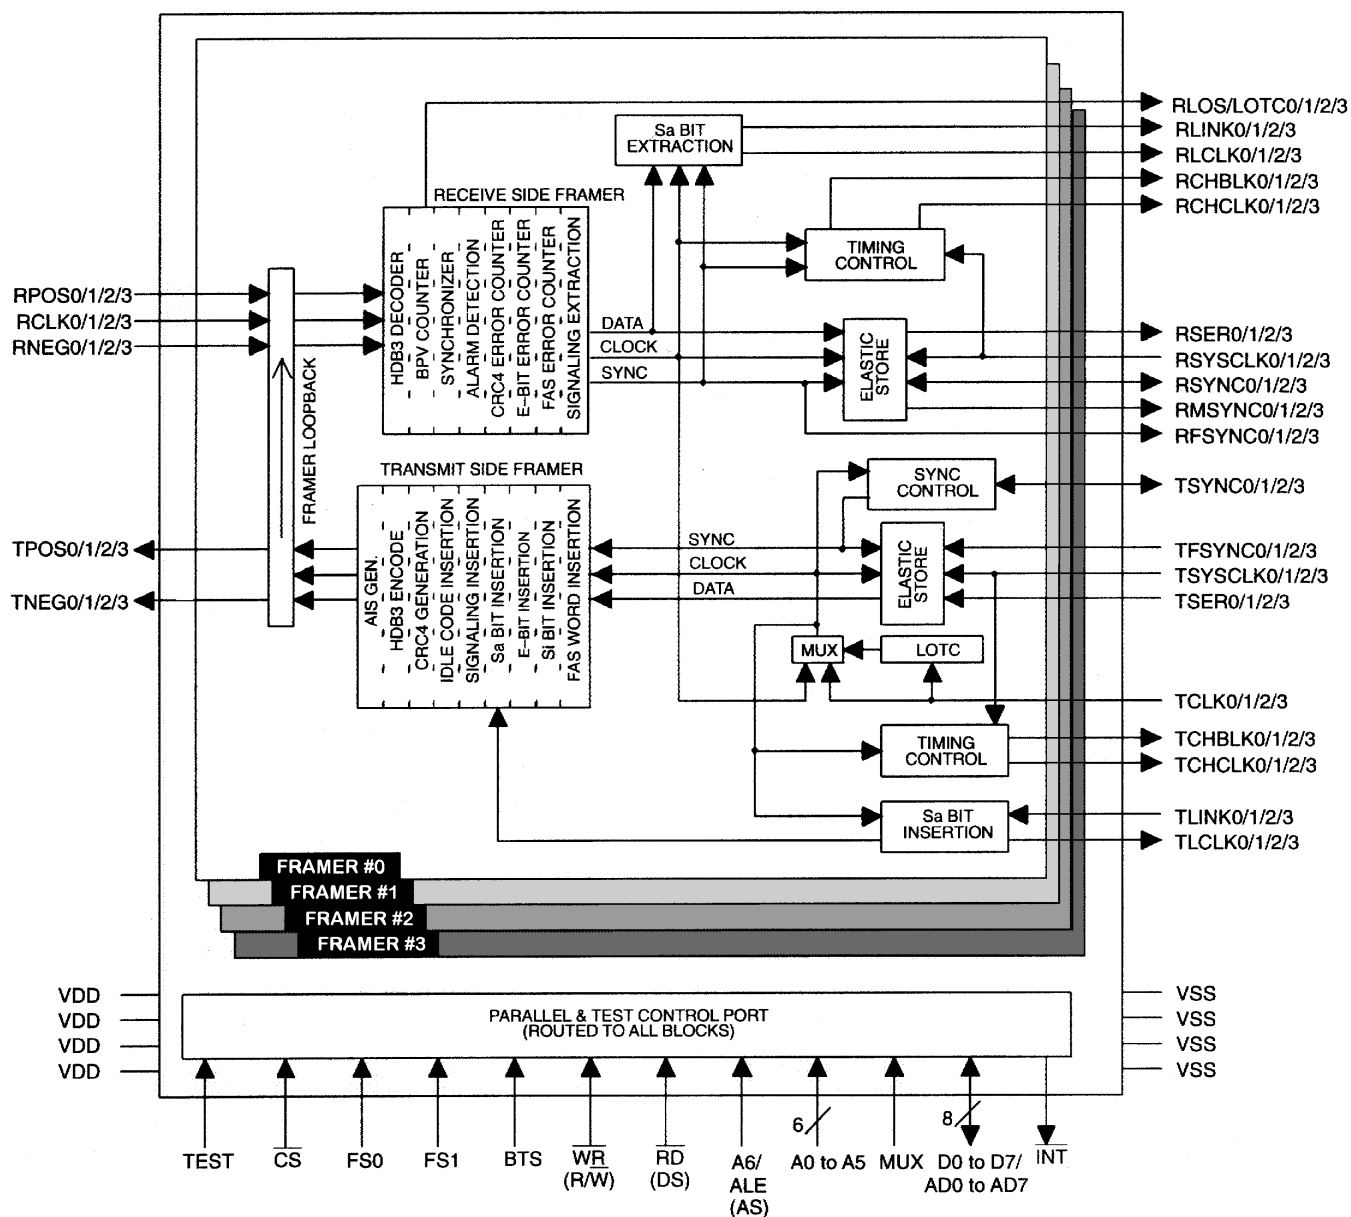 RLOS/LOTC0/1/2/3
Sa BIT
EXTRACTION
RLINK0/1/2/3
RLCLK0/1/2/3
RCHBLK0/1/2/3
RECEIVE SIDE FRAMER
RCHCLK0/1/2/3
TIMING
CONTROL
HDB3 DECODER
BPV COUNTER
SYNCHRONIZER
ALARM DETECTION
CRC4 ERROR COUNTER
E–BIT ERROR COUNTER
FAS ERROR COUNTER
SIGNALING EXTRACTION
RPOS0/1/2/3
RCLK0/1/2/3
RNEG0/1/2/3
FRAMER LOOPBACK
DATA
CLOCK
SYNC
ELASTIC
STORE
RSER0/1/2/3
RSYSCLK0/1/2/3
RSYNC0/1/2/3
RMSYNC0/1/2/3
RFSYNC0/1/2/3
TRANSMIT SIDE FRAMER
SYNC
CONTROL
TSYNC0/1/2/3
AIS GEN.
HDB3 ENCODE
CRC4 GENERATION
IDLE CODE INSERTION
SIGNALING INSERTION
Sa BIT INSERTION
E–BIT INSERTION
Si BIT INSERTION
FAS WORD INSERTION
TPOS0/1/2/3
TNEG0/1/2/3
SYNC
CLOCK
DATA
ELASTIC
STORE
TFSYNC0/1/2/3
TSYSCLK0/1/2/3
TSER0/1/2/3
MUX
LOTC
TCLK0/1/2/3
TIMING
CONTROL
TCHBLK0/1/2/3
TCHCLK0/1/2/3
Sa BIT
INSERTION
TLINK0/1/2/3
TLCLK0/1/2/3
FRAMER #0
FRAMER #1
FRAMER #2
FRAMER #3
VDD
VDD
VDD
VDD
PARALLEL & TEST CONTROL PORT
(ROUTED TO ALL BLOCKS)
VSS
VSS
VSS
VSS
6
8
TEST
CS
FS0
FS1
BTS
WR
(R/W)
RD
(DS)
A6/
ALE
(AS)
A0 to A5
MUX
D0 to D7/
AD0 to AD7
INT